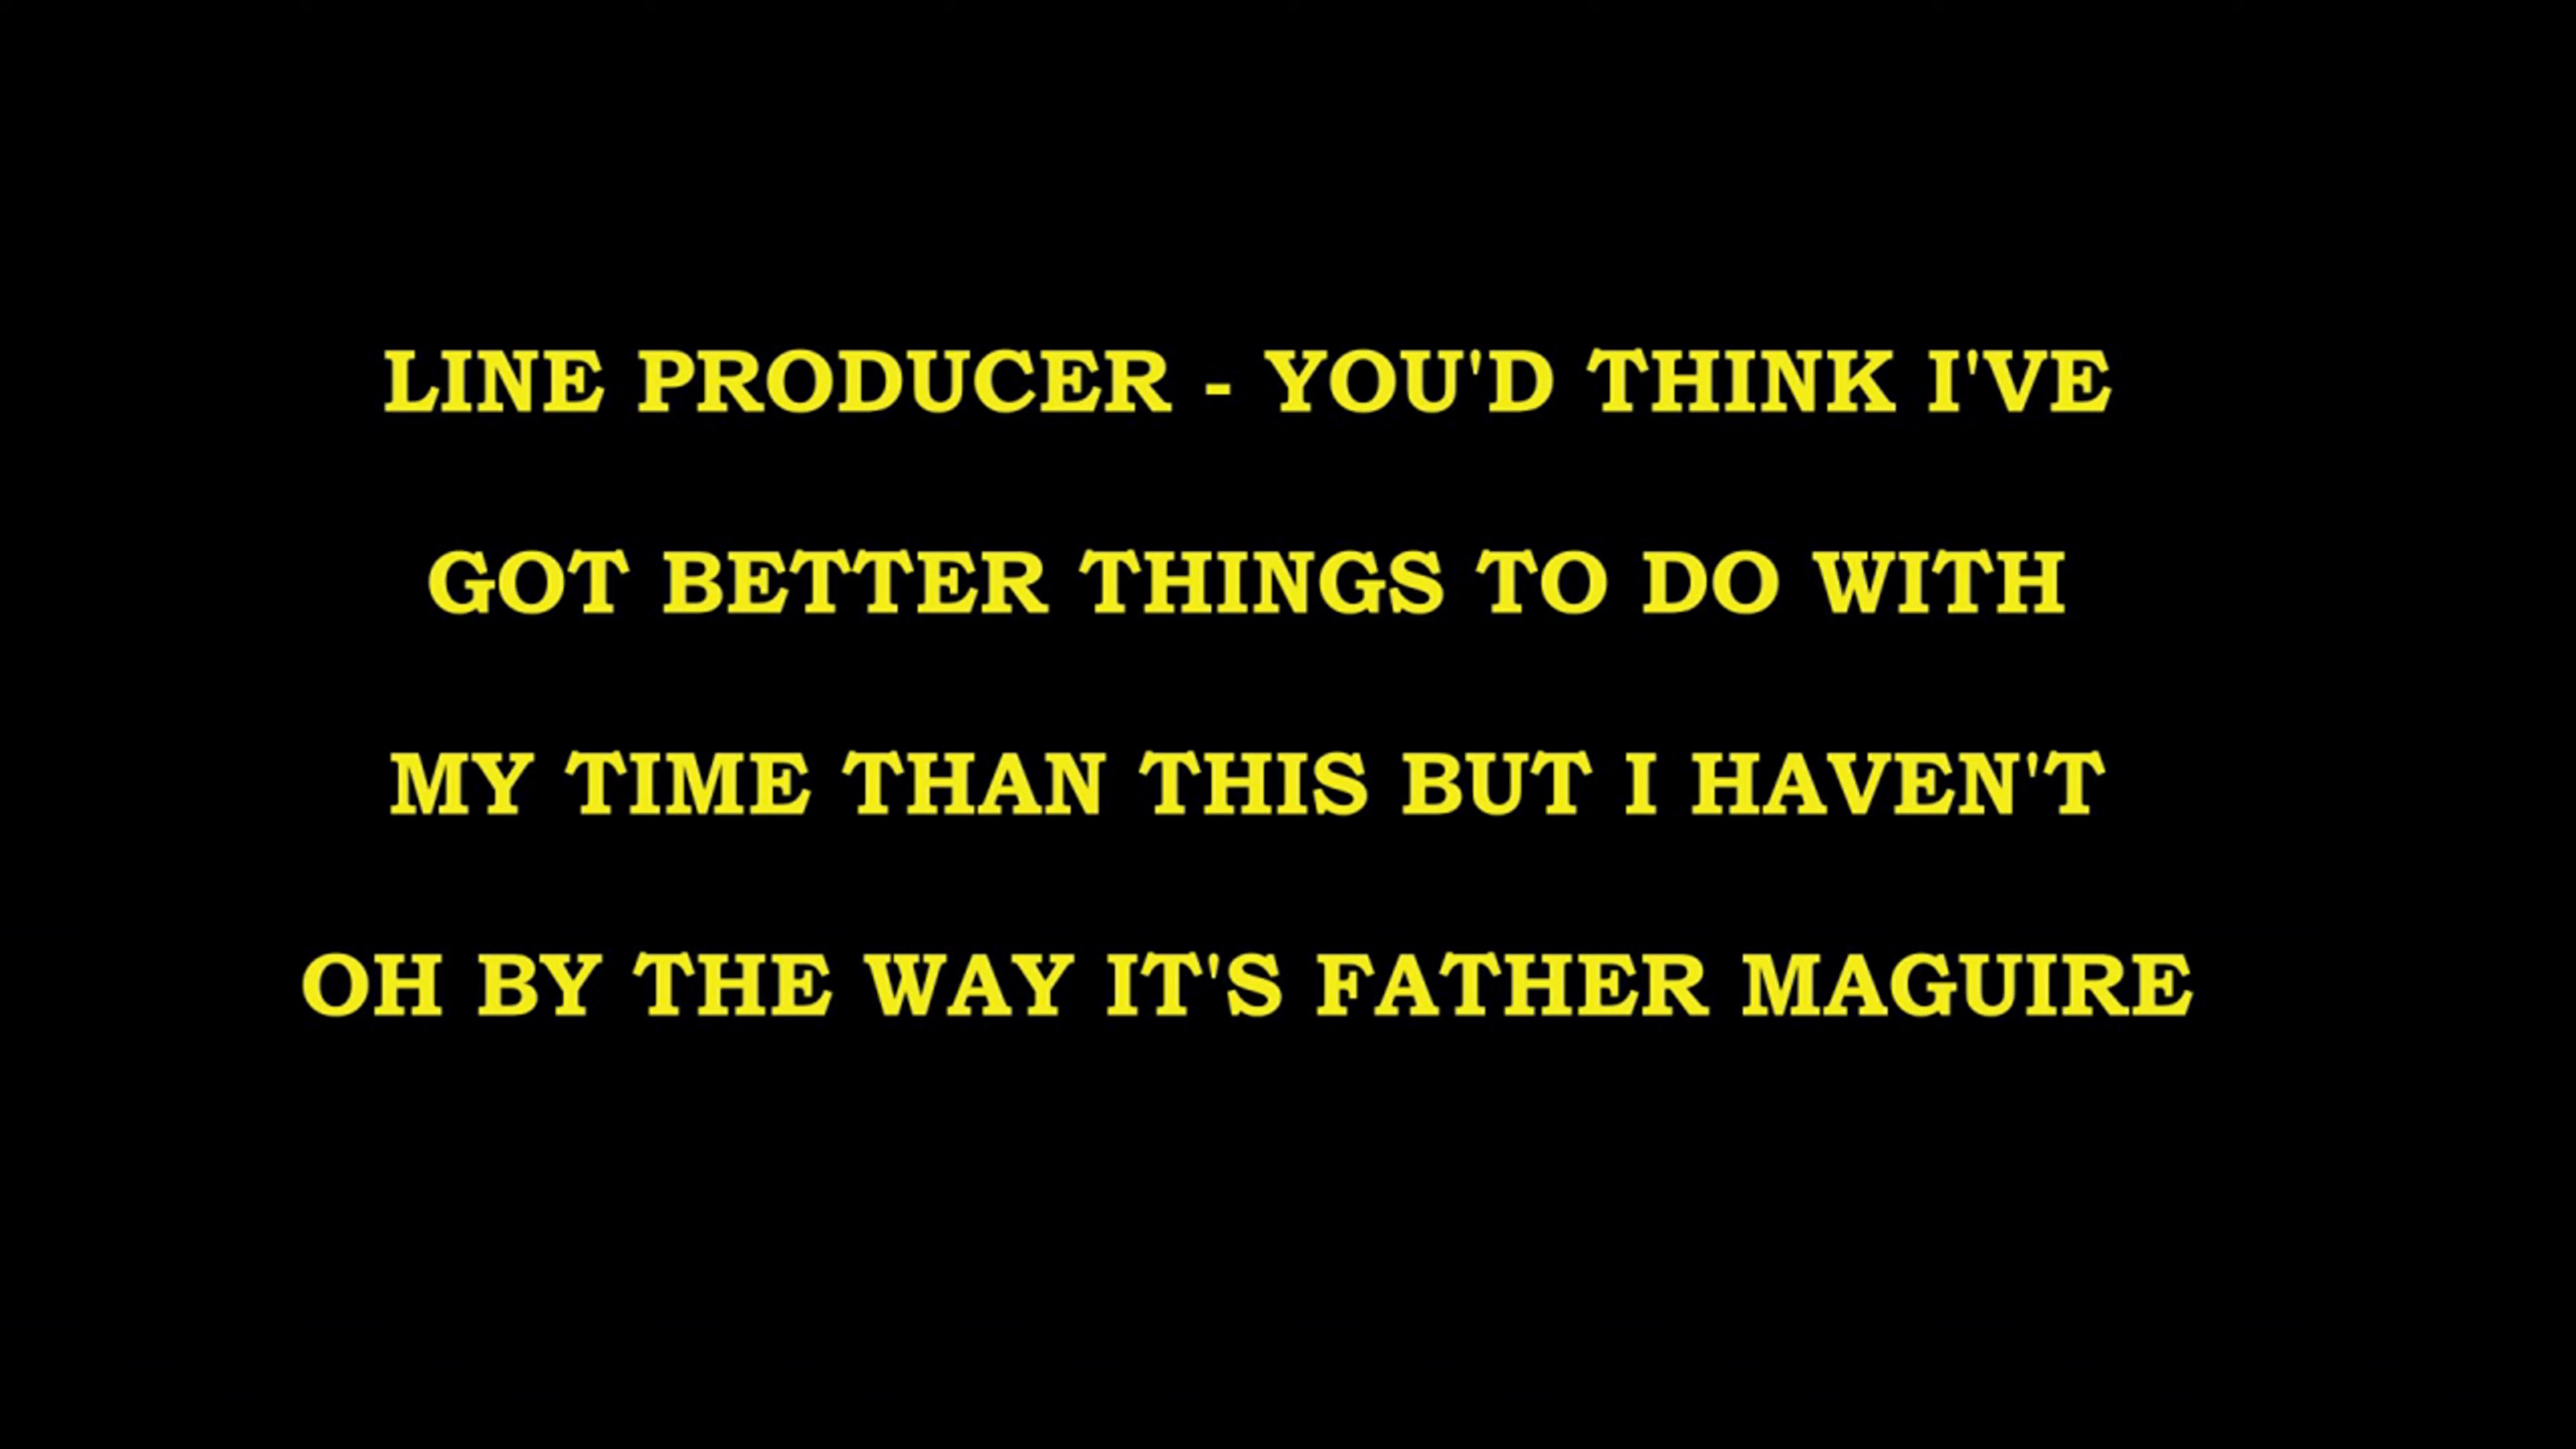 LINE PRODUCER - YOU'D THINK I'VE
GOT BETTER THINGS TO DO WITH
MY TIME THAN THIS BUT I HAVEN'T
OH BY THE WAY IT'S FATHER MAGUIRE